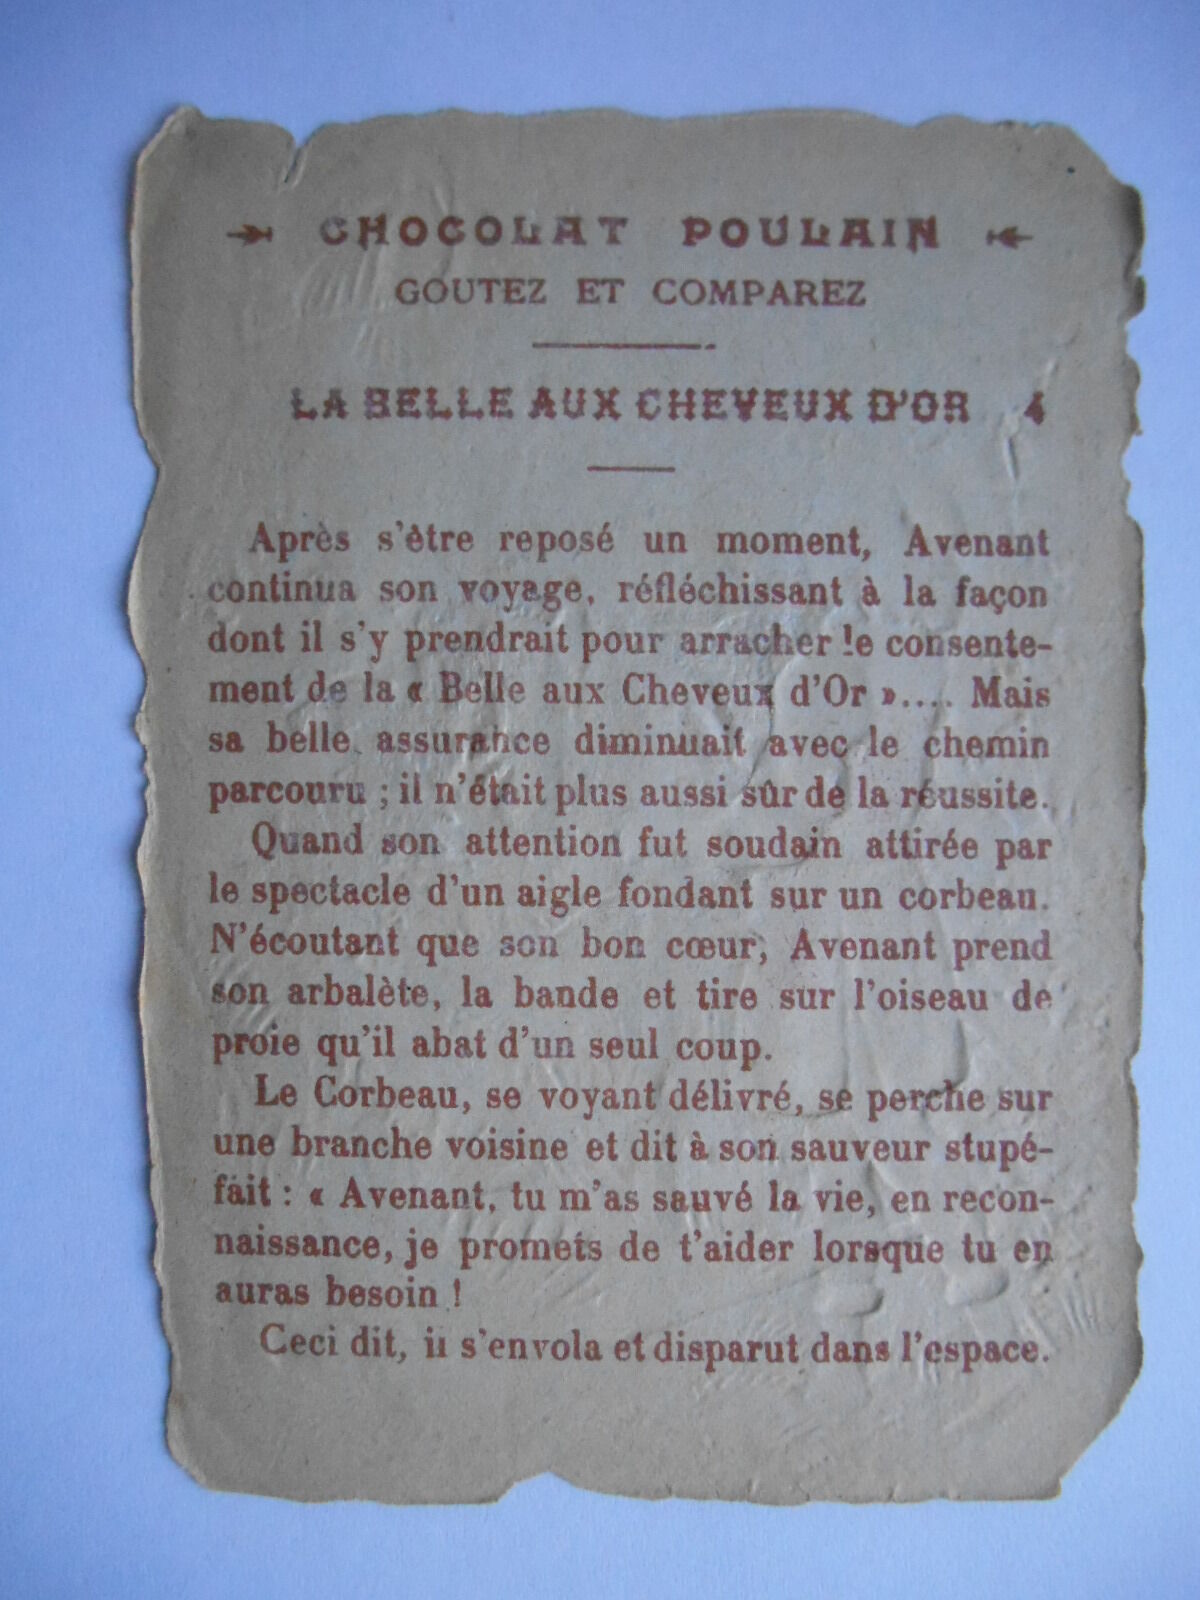 CHOCOLAT POULAIN
GOUTEZ ET COMPAREZ
LA BELLE AUX CHEVEUX D'OR 4
Après s'être reposé un moment, Avenant
continua son voyage, réfléchissant à la façon
dont il s'y prendrait pour arracher le consente-
ment de la « Belle aux Cheveux d'Or ».... Mais
sa belle assurance diminuait avec le chemin
parcouru ; il n'était plus aussi sûr de la réussite.
Quand son attention fut soudain attirée par
le spectacle d'un aigle fondant sur un corbeau.
N'écoutant que son bon cœur, Avenant prend
son arbalète, la bande et tire sur l'oiseau de
proie qu'il abat d'un seul coup.
Le Corbeau, se voyant délivré, se perche sur
une branche voisine et dit à son sauveur stupé-
fait : « Avenant, tu m'as sauvé la vie, en recon-
naissance, je promets de t'aider lorsque tu en
auras besoin !
Ceci dit, il s'envola et disparut dans l'espace.